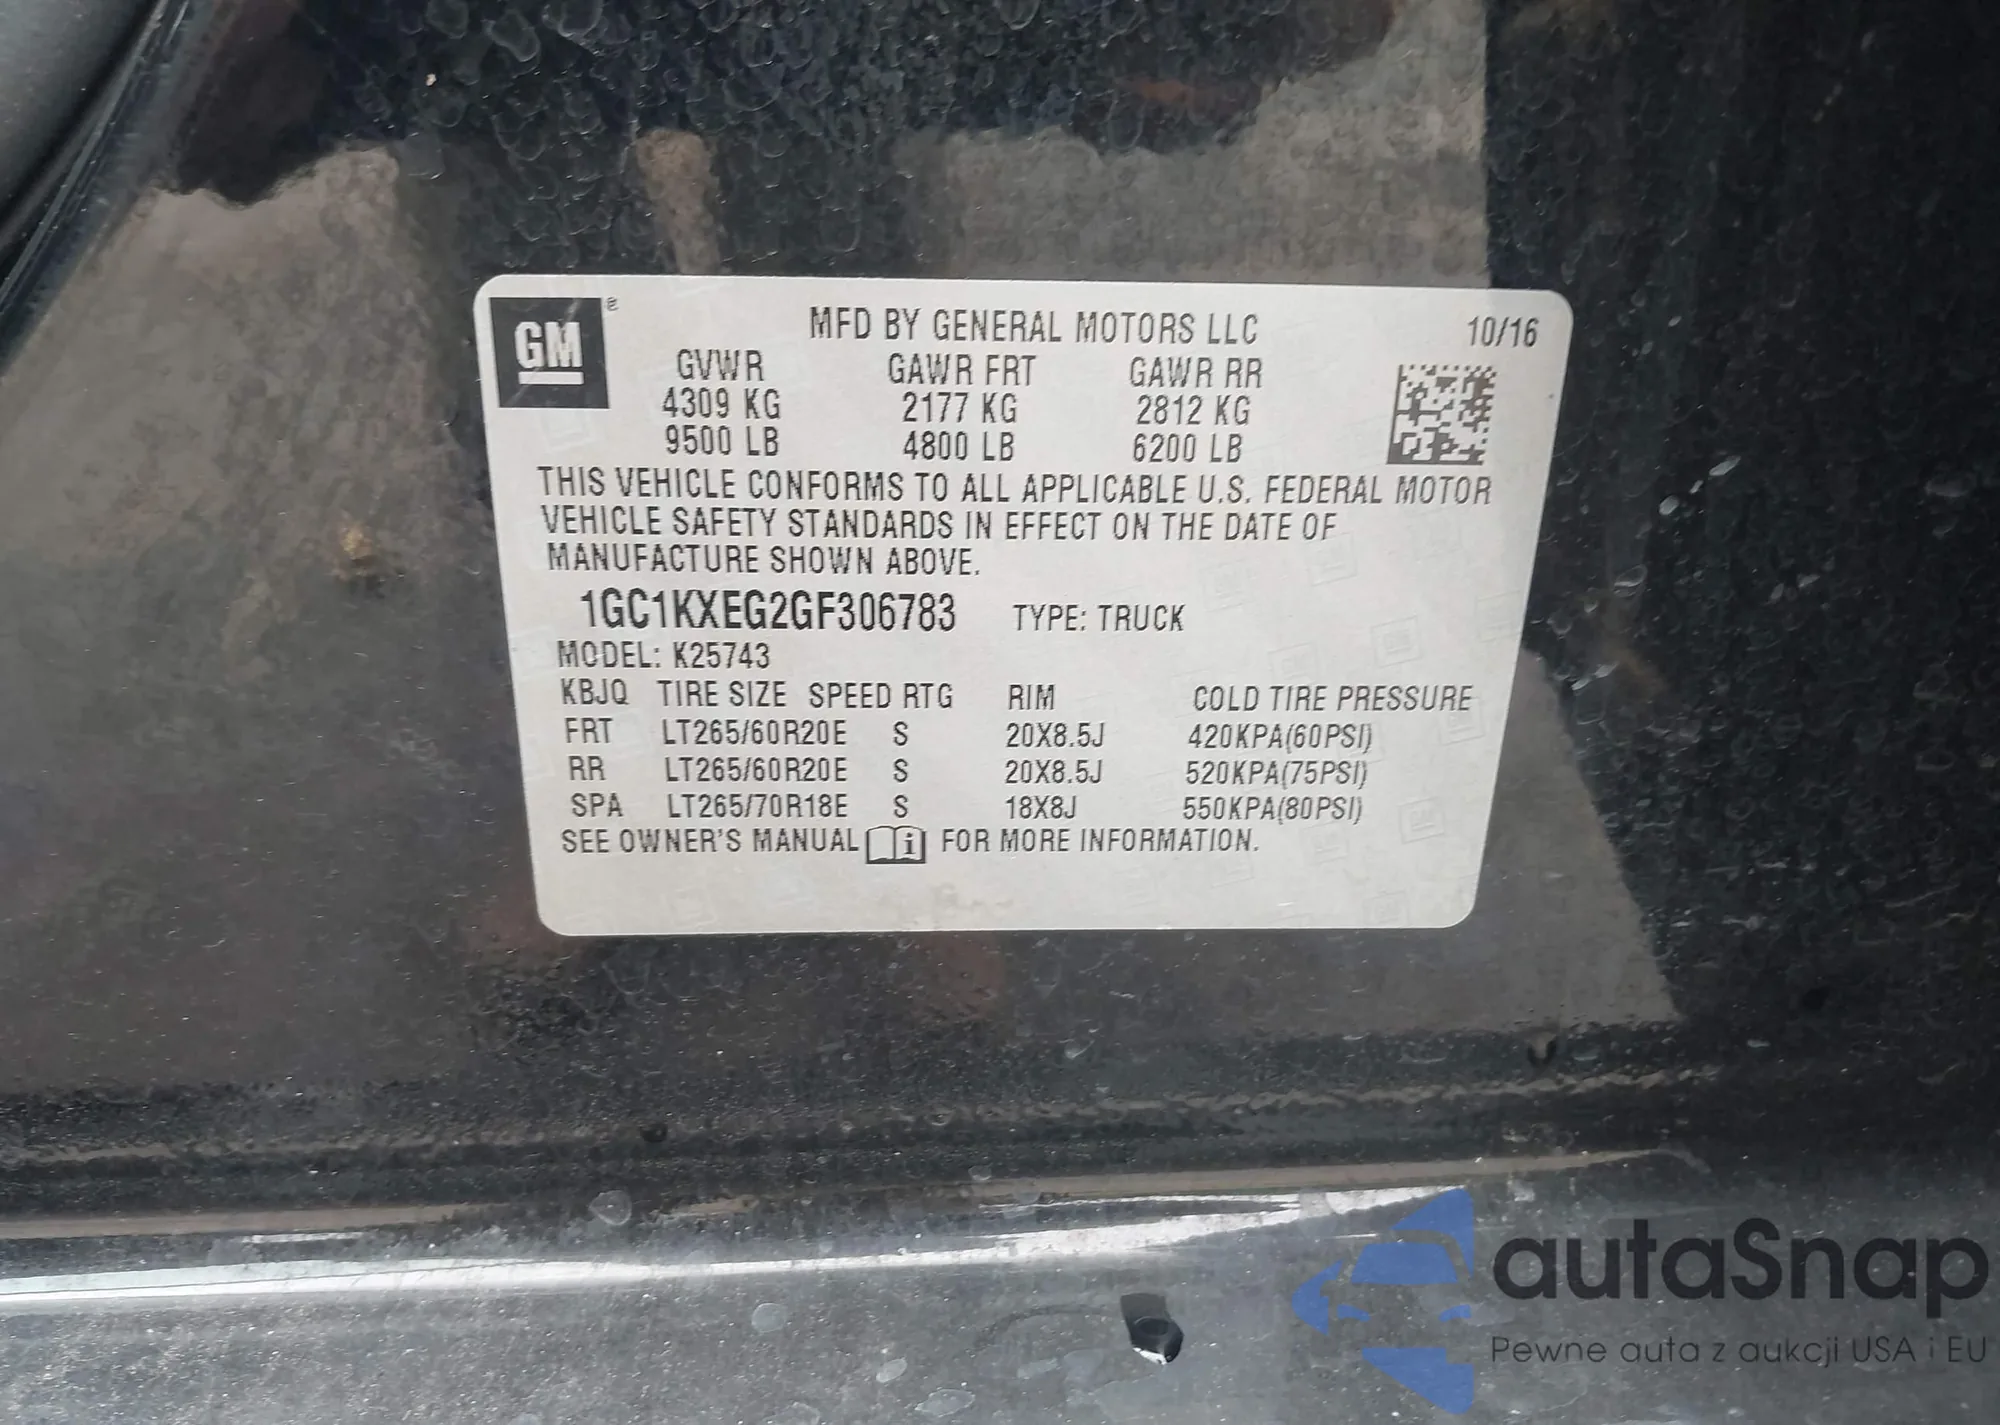 GM ®
MFD BY GENERAL MOTORS LLC 10/16
GVWR GAWR FRT GAWR RR
4309 KG 2177 KG 2812 KG
9500 LB 4800 LB 6200 LB
THIS VEHICLE CONFORMS TO ALL APPLICABLE U.S. FEDERAL MOTOR
VEHICLE SAFETY STANDARDS IN EFFECT ON THE DATE OF
MANUFACTURE SHOWN ABOVE.
1GC1KXEG2GF306783 TYPE: TRUCK
MODEL: K25743
KBJQ TIRE SIZE SPEED RTG RIM COLD TIRE PRESSURE
FRT LT265/60R20E S 20X8.5J 420KPA(60PSI)
RR LT265/60R20E S 20X8.5J 520KPA(75PSI)
SPA LT265/70R18E S 18X8J 550KPA(80PSI)
SEE OWNER'S MANUAL i FOR MORE INFORMATION.
autaSnap
Pewne auta z aukcji USA i EU